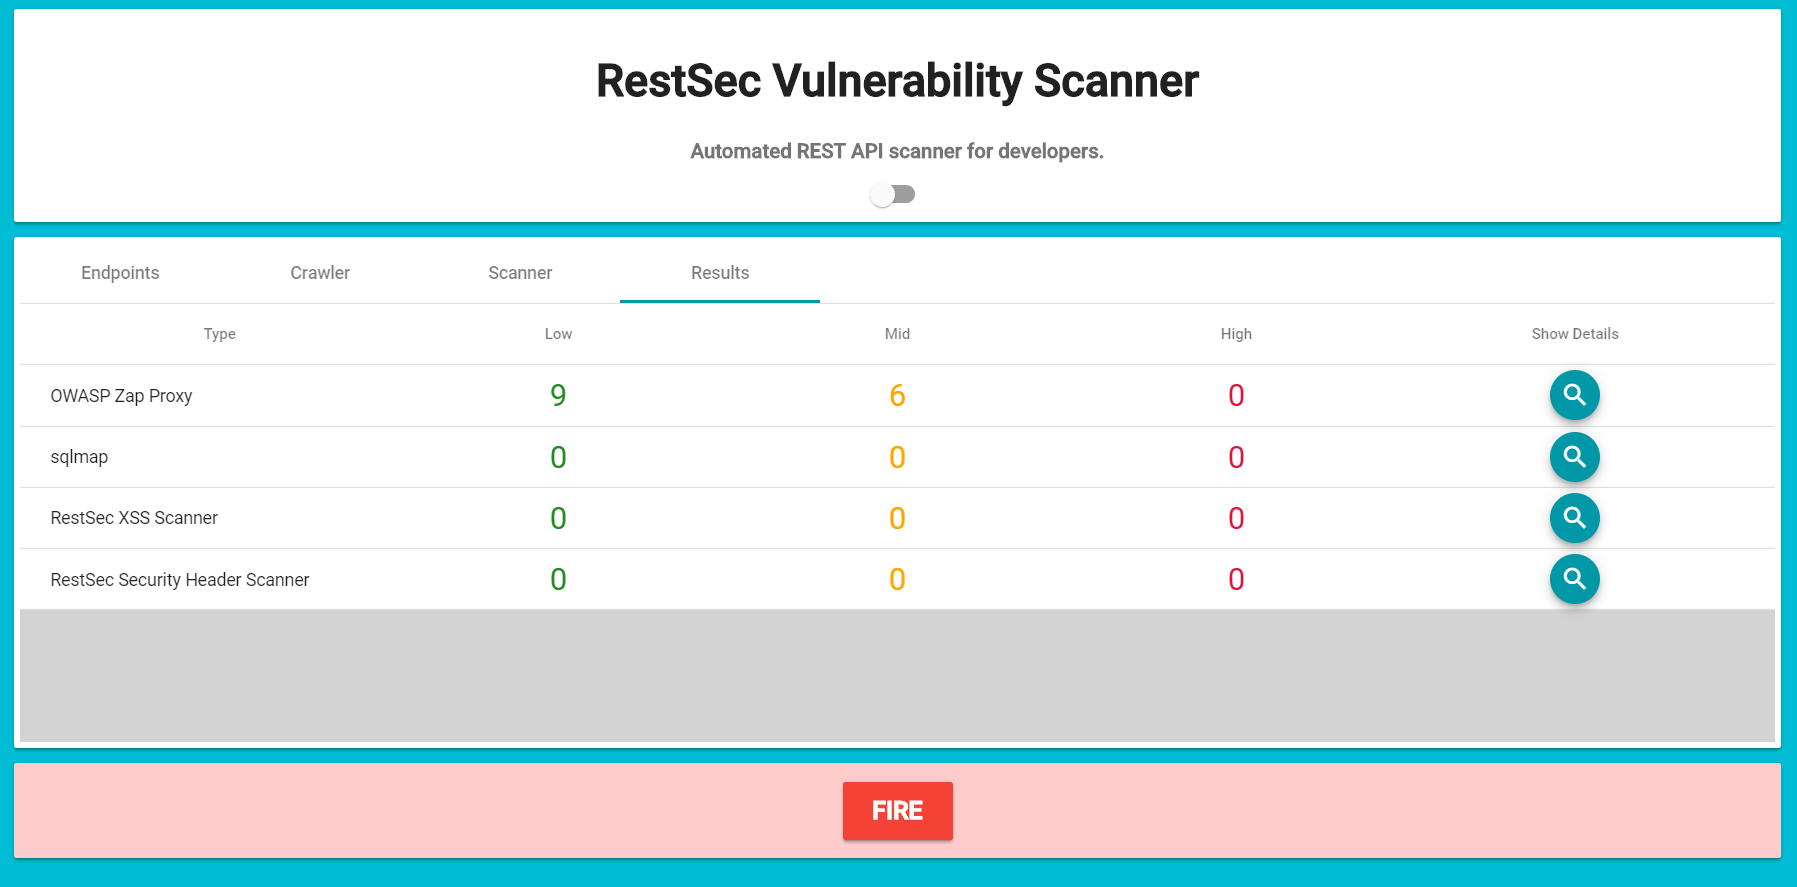 RestSec Vulnerability Scanner
Automated REST API scanner for developers.
Endpoints Crawler Scanner Results
Type Low Mid High Show Details
OWASP Zap Proxy 9 6 0
sqlmap 0 0 0
RestSec XSS Scanner 0 0 0
RestSec Security Header Scanner 0 0 0
FIRE